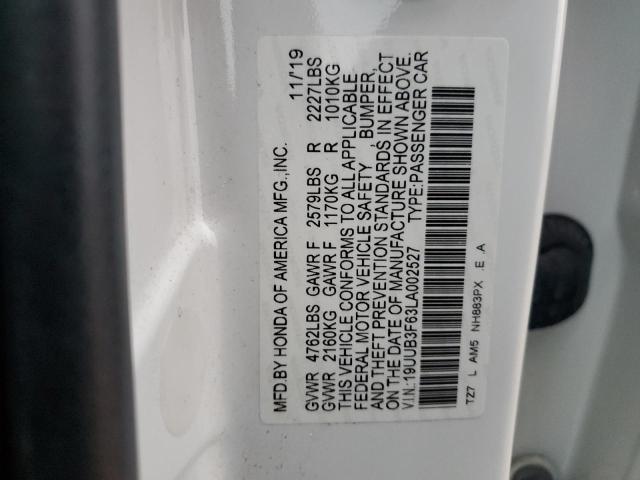 MFD.BY HONDA OF AMERICA MFG.,INC. 11/'19
GVWR 4762LBS GAWR F 2579LBS R 2227LBS
GVWR 2160KG GAWR F 1170KG R 1010KG
THIS VEHICLE CONFORMS TO ALL APPLICABLE
FEDERAL MOTOR VEHICLE SAFETY BUMPER,
AND THEFT PREVENTION STANDARDS IN EFFECT
ON THE DATE OF MANUFACTURE SHOWN ABOVE.
VIN:19UUB3F63LA002527 TYPE:PASSENGER CAR
TZ7 L AM5 NH883PX .E .A